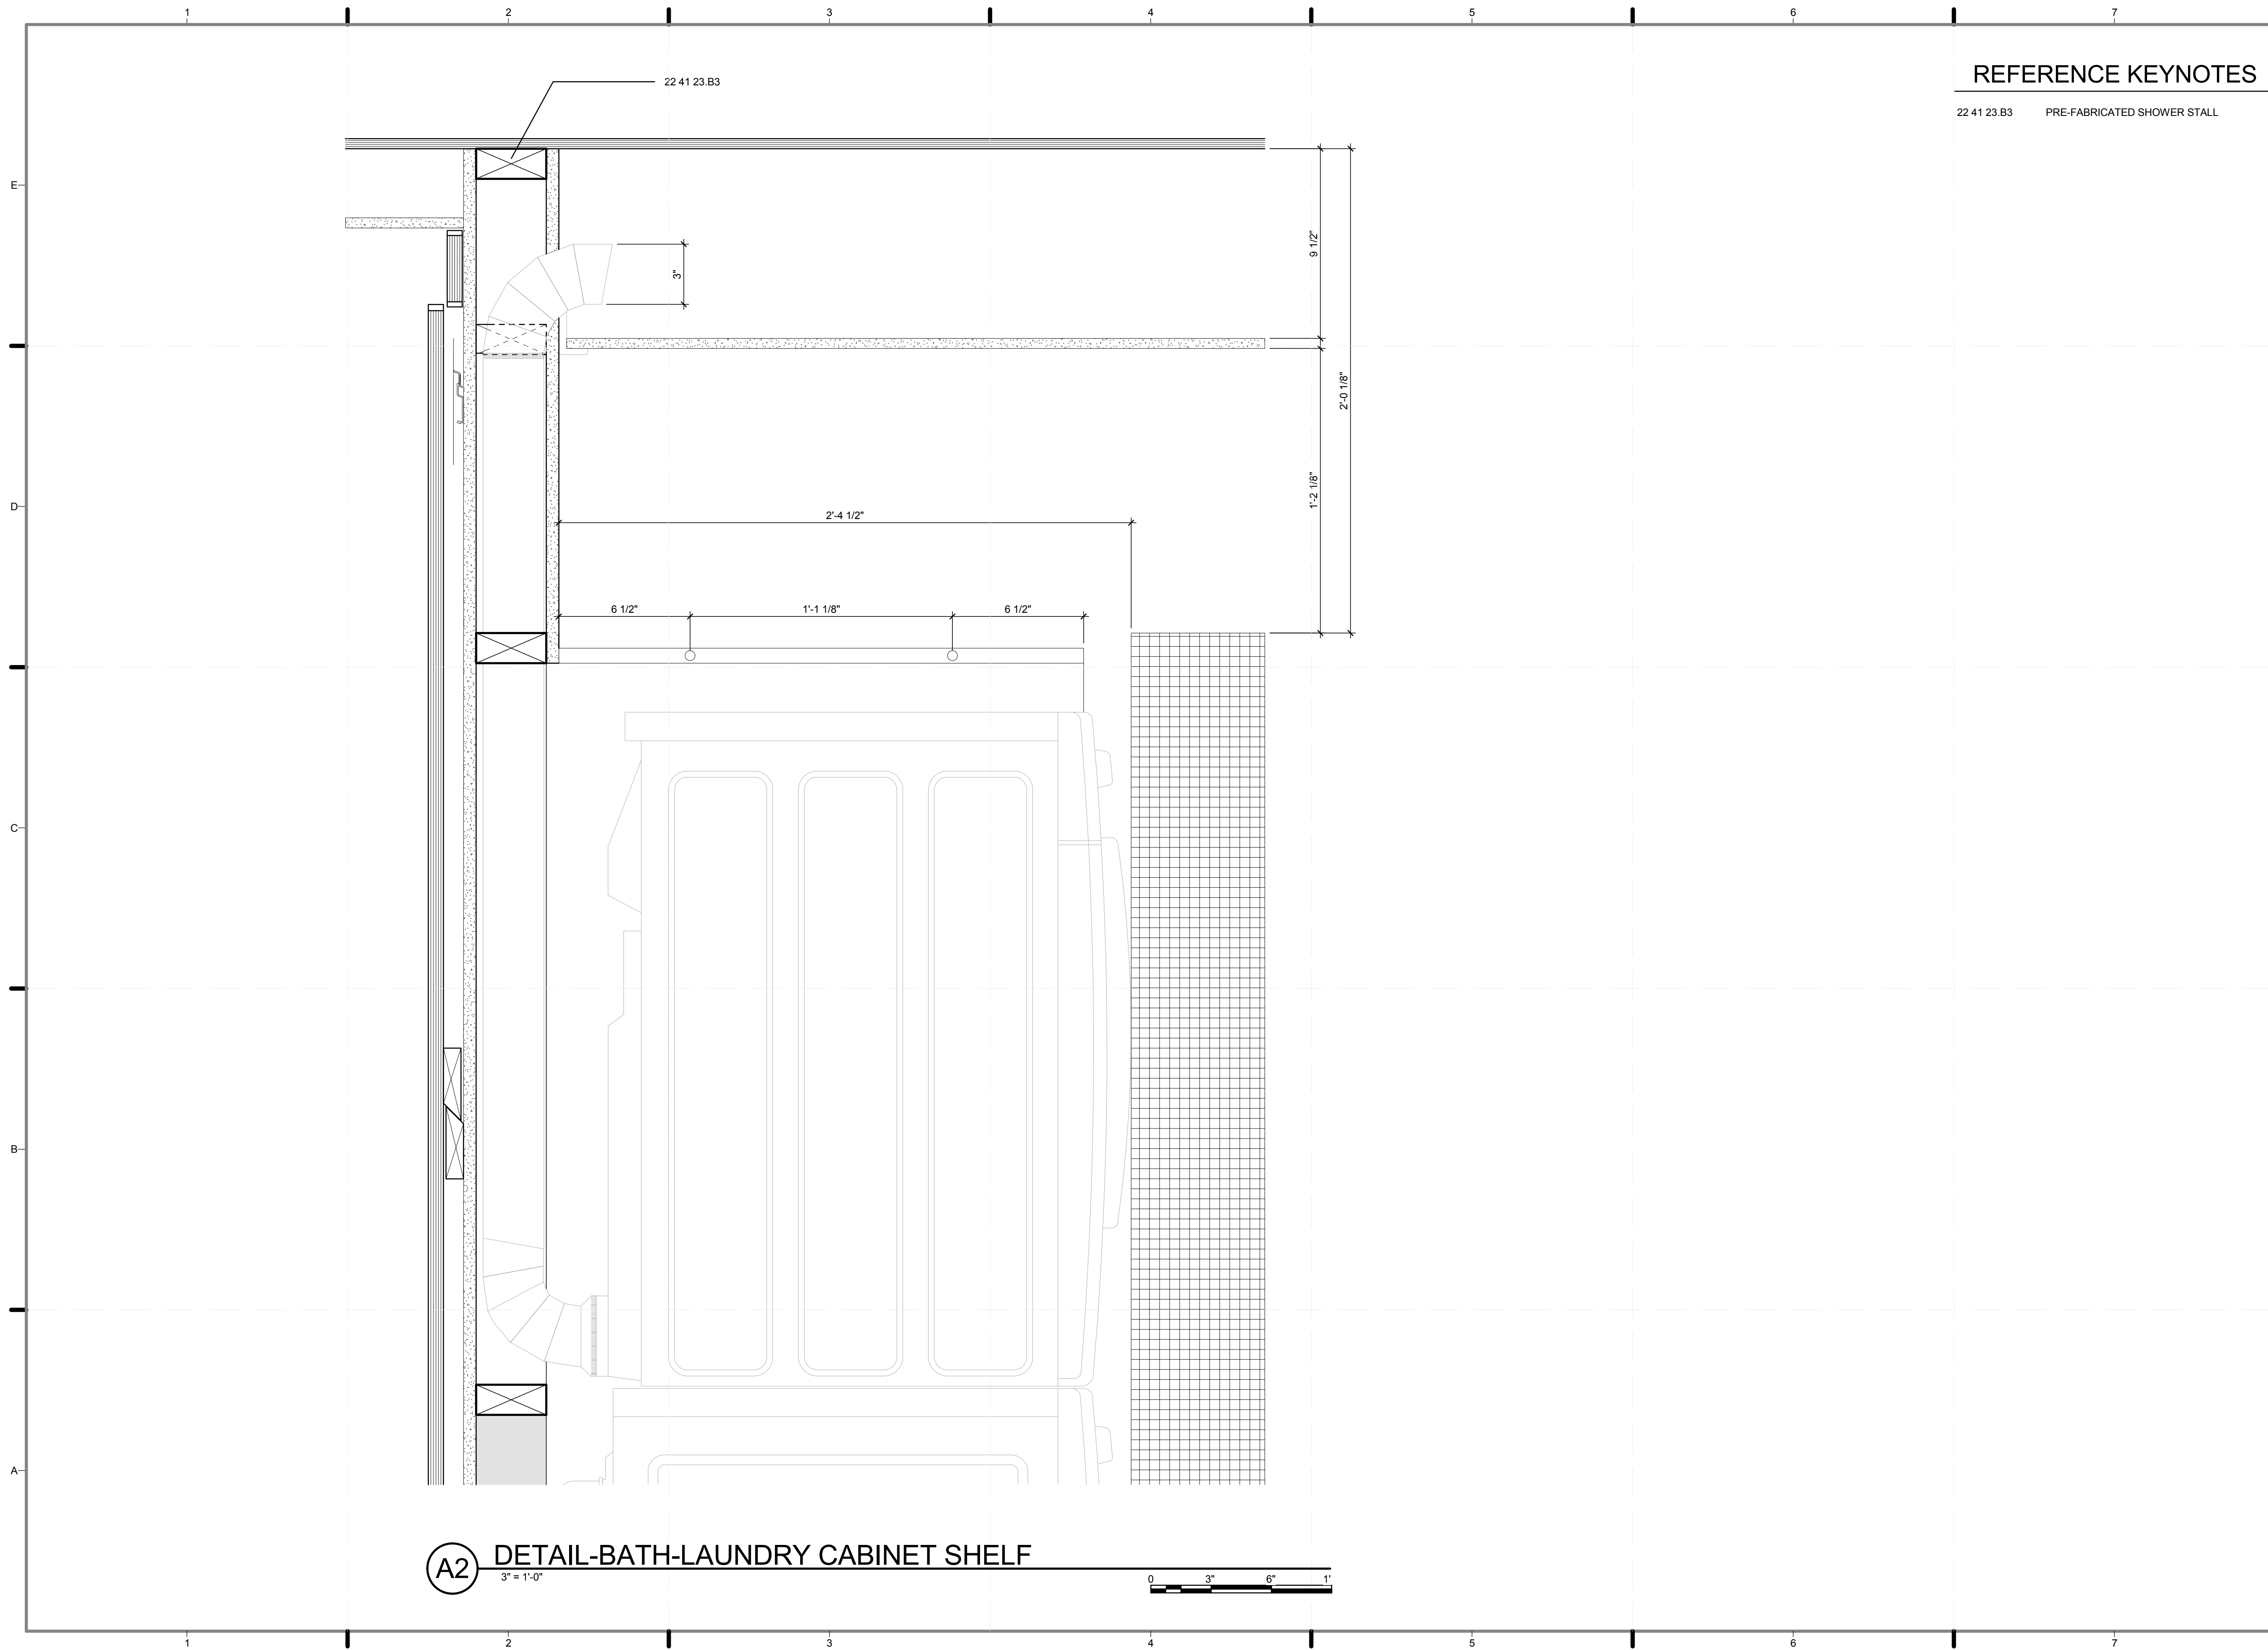 1 2 3 4 5 6 7
REFERENCE KEYNOTES
22 41 23.B3
22 41 23.B3 PRE-FABRICATED SHOWER STALL
E
3"
9 1/2"
2'-0 1/8"
1'-2 1/8"
D
2'-4 1/2"
6 1/2" 1'-1 1/8" 6 1/2"
C
B
A
A2 DETAIL-BATH-LAUNDRY CABINET SHELF
3" = 1'-0"
0 3" 6" 1'
1 2 3 4 5 6 7